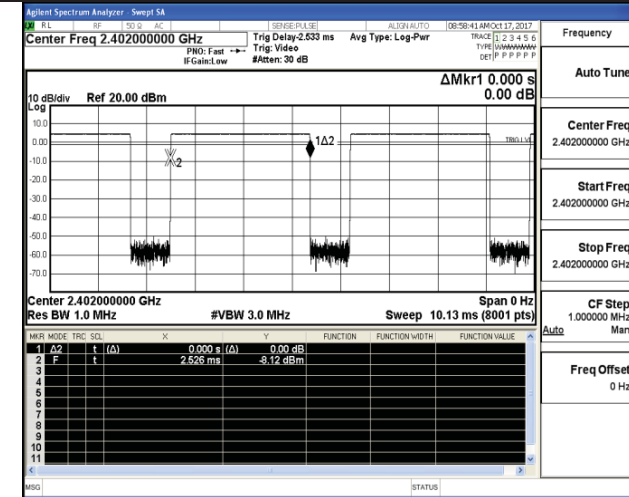 Agilent Spectrum Analyzer - Swept SA
RL RF 50 Ω AC SENSE:PULSE ALIGN AUTO 08:58:41 AM Oct 17, 2017
Center Freq 2.402000000 GHz
PNO: Fast
IFGain:Low
Trig Delay-2.533 ms
Trig: Video
#Atten: 30 dB
Avg Type: Log-Pwr
TRACE 1 2 3 4 5 6
TYPE WWWWWW
DET P P P P P P
ΔMkr1 0.000 s
0.00 dB
10 dB/div Ref 20.00 dBm
Log
10.0
0.00
-10.0
-20.0
-30.0
-40.0
-50.0
-60.0
-70.0
1Δ2
2
TRIG LVL
Center 2.402000000 GHz Span 0 Hz
Res BW 1.0 MHz #VBW 3.0 MHz Sweep 10.13 ms (8001 pts)
MKR MODE TRC SCL X Y FUNCTION FUNCTION WIDTH FUNCTION VALUE
1 Δ2 t (Δ) 0.000 s (Δ) 0.00 dB
2 F t 2.526 ms -8.12 dBm
3
4
5
6
7
8
9
10
11
MSG STATUS
Frequency
Auto Tune
Center Freq
2.402000000 GHz
Start Freq
2.402000000 GHz
Stop Freq
2.402000000 GHz
CF Step
1.000000 MHz
Auto Man
Freq Offset
0 Hz